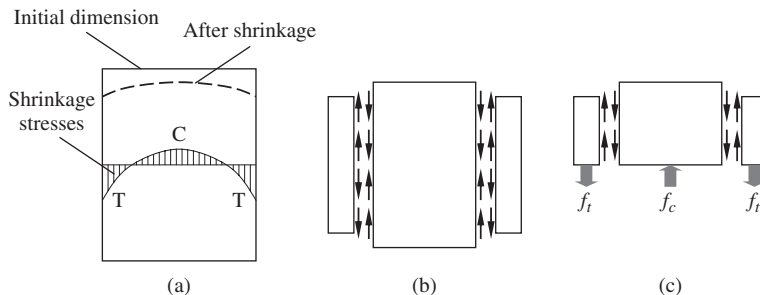 Initial dimension
After shrinkage
Shrinkage
stresses
C
T
T
f_t
f_c
f_t
(a)
(b)
(c)